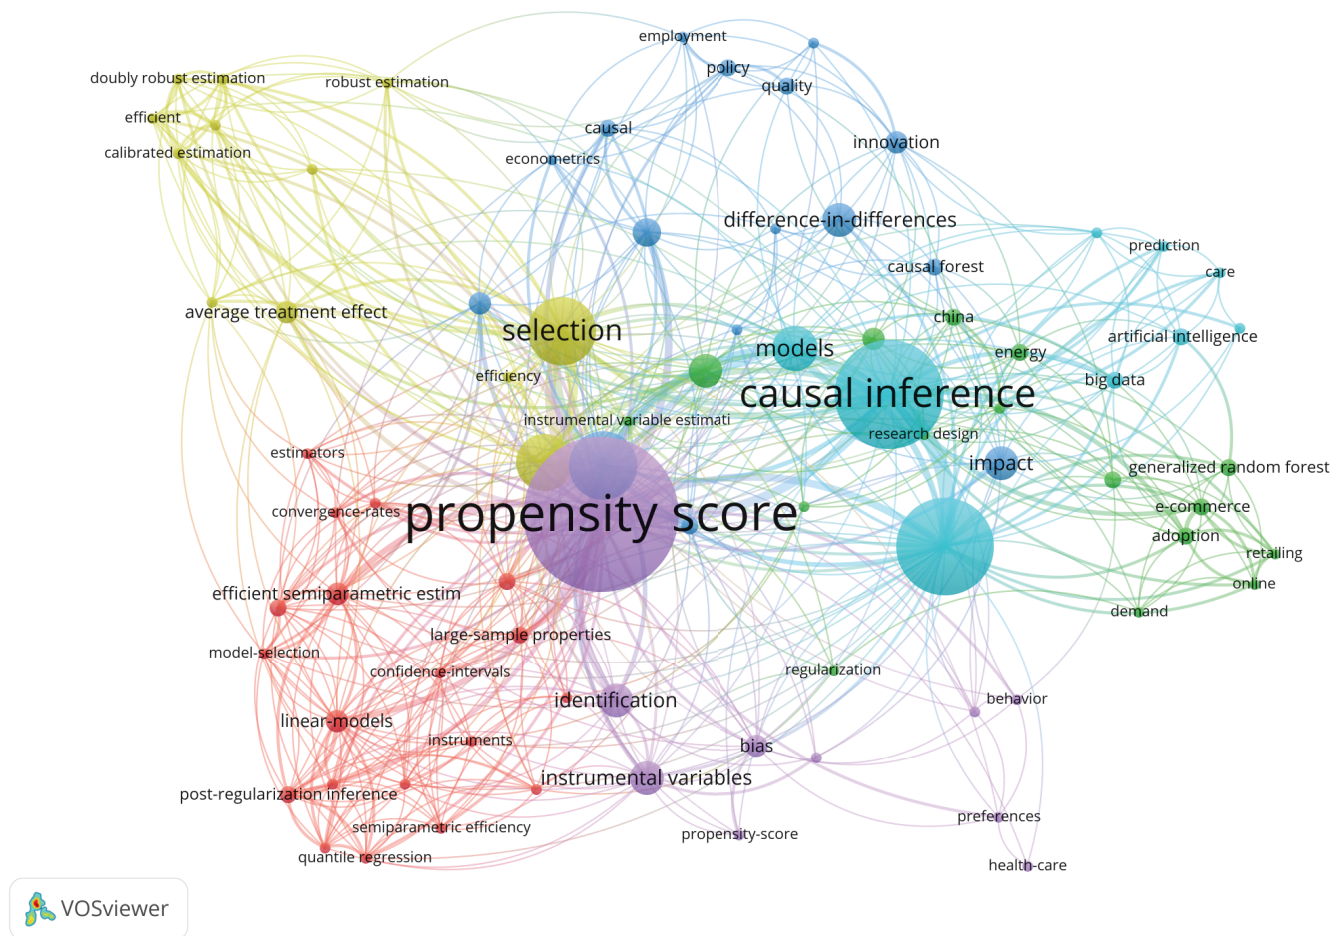 employment
policy
doubly robust estimation
robust estimation
quality
efficient
causal
innovation
calibrated estimation
econometrics
difference-in-differences
prediction
causal forest
care
average treatment effect
china
selection
artificial intelligence
models
energy
efficiency
big data
causal inference
instrumental variable estimati
research design
estimators
impact
generalized random forest
convergence-rates
propensity score
e-commerce
adoption
retailing
online
efficient semiparametric estim
demand
large-sample properties
model-selection
confidence-intervals
regularization
identification
behavior
linear-models
instruments
bias
instrumental variables
post-regularization inference
preferences
semiparametric efficiency
propensity-score
quantile regression
health-care
VOSviewer